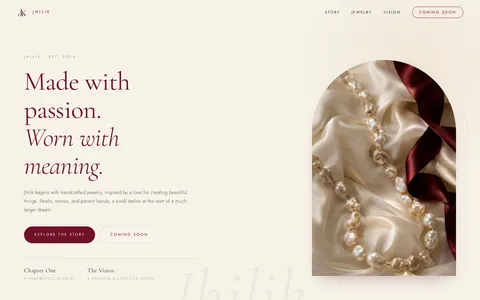 JK JHILIK
STORY JEWELRY VISION COMING SOON
JHILIK · EST. 2024
Made with
passion.
Worn with
meaning.
Jhilik begins with handcrafted jewelry, inspired by a love for creating beautiful
things. Pearls, stones, and patient hands, a small atelier at the start of a much
larger dream.
EXPLORE THE STORY COMING SOON
Chapter One The Vision
HANDCRAFTED JEWELRY A FASHION & LIFESTYLE HOUSE
Jhilik